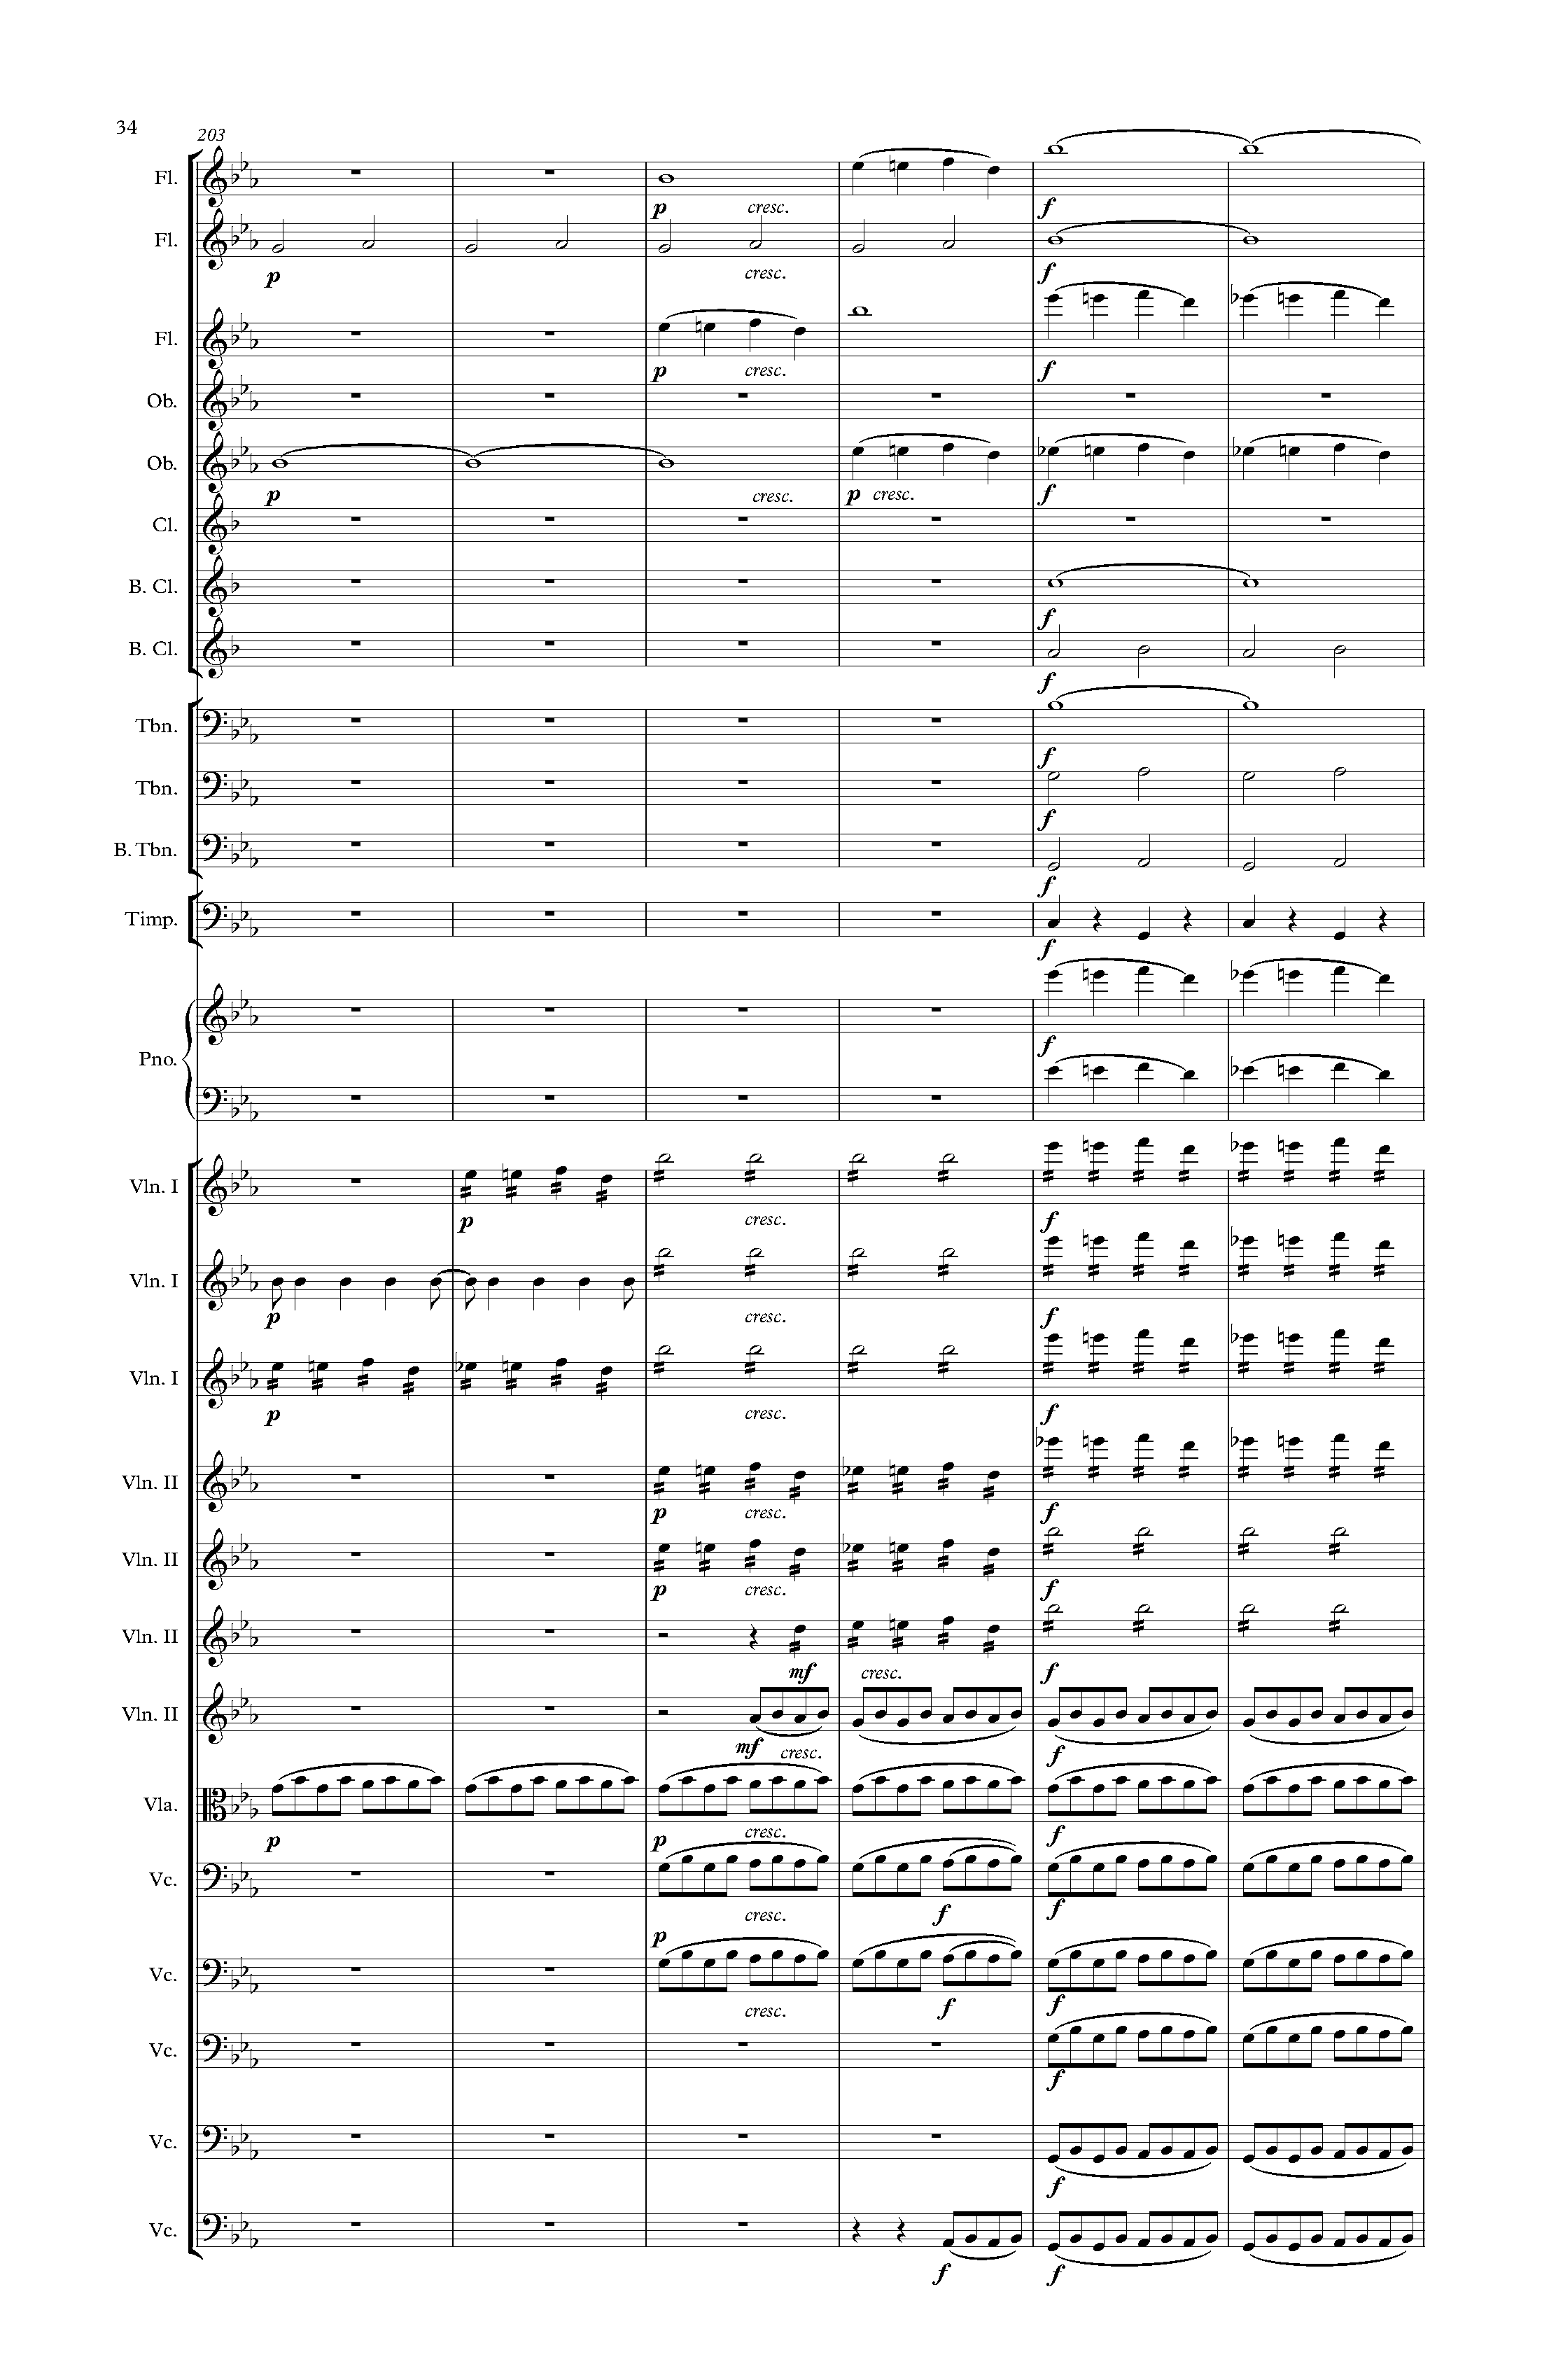 34
203
Fl.
p cresc. f
Fl.
p cresc. f
Fl.
p cresc. f
Ob.
Ob.
p cresc. p cresc. f
Cl.
B. Cl.
f
B. Cl.
f
Tbn.
f
Tbn.
f
B. Tbn.
f
Timp.
f
f
Pno.
Vln. I
p cresc. f
Vln. I
p cresc. f
Vln. I
p cresc. f
Vln. II
p cresc. f
Vln. II
p cresc. f
Vln. II
mf cresc. f
Vln. II
mf cresc. f
Vla.
p p cresc. f
Vc.
cresc. f f
p
Vc.
cresc. f f
Vc.
f
Vc.
f
Vc.
f f